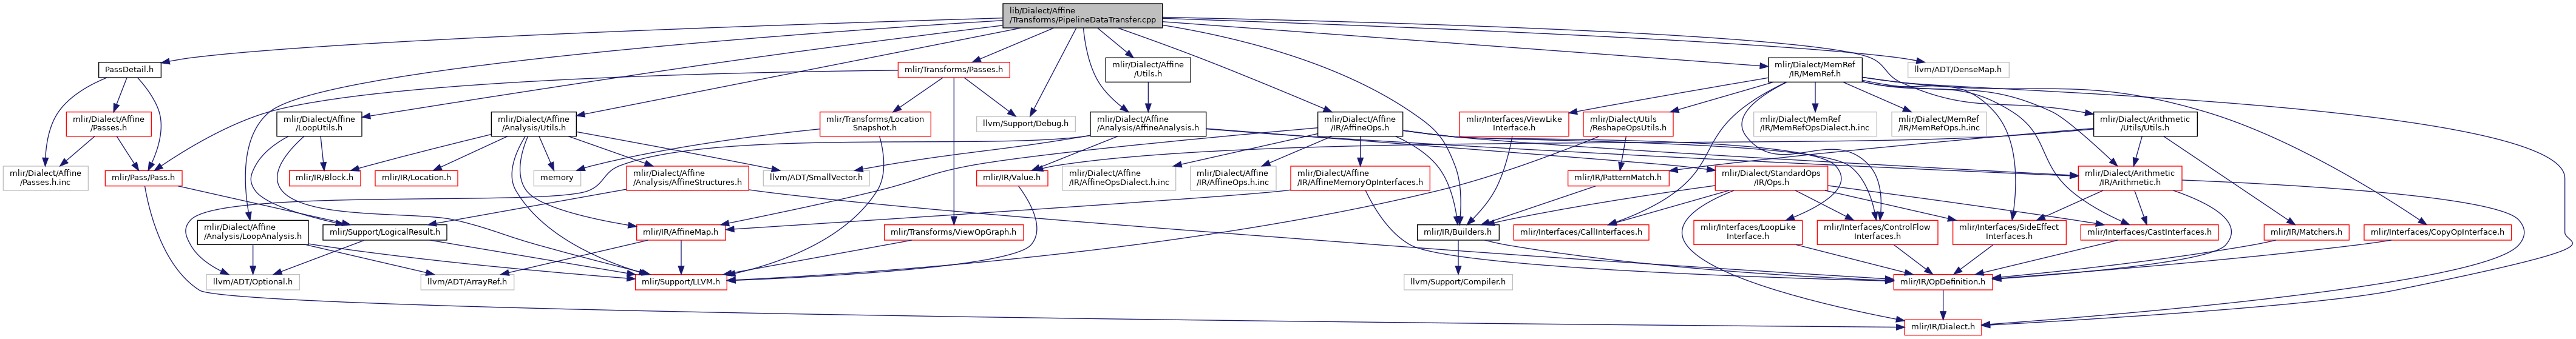 lib/Dialect/Affine
/Transforms/PipelineDataTransfer.cpp
PassDetail.h
mlir/Transforms/Passes.h
mlir/Dialect/Affine
/Utils.h
mlir/Dialect/MemRef
/IR/MemRef.h
llvm/ADT/DenseMap.h
mlir/Dialect/Affine
/Passes.h
mlir/Dialect/Affine
/LoopUtils.h
mlir/Dialect/Affine
/Analysis/Utils.h
mlir/Transforms/Location
Snapshot.h
llvm/Support/Debug.h
mlir/Dialect/Affine
/Analysis/AffineAnalysis.h
mlir/Dialect/Affine
/IR/AffineOps.h
mlir/Interfaces/ViewLike
Interface.h
mlir/Dialect/Utils
/ReshapeOpsUtils.h
mlir/Dialect/MemRef
/IR/MemRefOpsDialect.h.inc
mlir/Dialect/MemRef
/IR/MemRefOps.h.inc
mlir/Dialect/Arithmetic
/Utils/Utils.h
mlir/Dialect/Affine
/Passes.h.inc
mlir/Pass/Pass.h
mlir/IR/Block.h
mlir/IR/Location.h
memory
mlir/Dialect/Affine
/Analysis/AffineStructures.h
llvm/ADT/SmallVector.h
mlir/IR/Value.h
mlir/Dialect/Affine
/IR/AffineOpsDialect.h.inc
mlir/Dialect/Affine
/IR/AffineOps.h.inc
mlir/Dialect/Affine
/IR/AffineMemoryOpInterfaces.h
mlir/IR/PatternMatch.h
mlir/Dialect/StandardOps
/IR/Ops.h
mlir/Dialect/Arithmetic
/IR/Arithmetic.h
mlir/Dialect/Affine
/Analysis/LoopAnalysis.h
mlir/Support/LogicalResult.h
mlir/IR/AffineMap.h
mlir/Transforms/ViewOpGraph.h
mlir/IR/Builders.h
mlir/Interfaces/CallInterfaces.h
mlir/Interfaces/LoopLike
Interface.h
mlir/Interfaces/ControlFlow
Interfaces.h
mlir/Interfaces/SideEffect
Interfaces.h
mlir/Interfaces/CastInterfaces.h
mlir/IR/Matchers.h
mlir/Interfaces/CopyOpInterface.h
llvm/ADT/Optional.h
llvm/ADT/ArrayRef.h
mlir/Support/LLVM.h
llvm/Support/Compiler.h
mlir/IR/OpDefinition.h
mlir/IR/Dialect.h